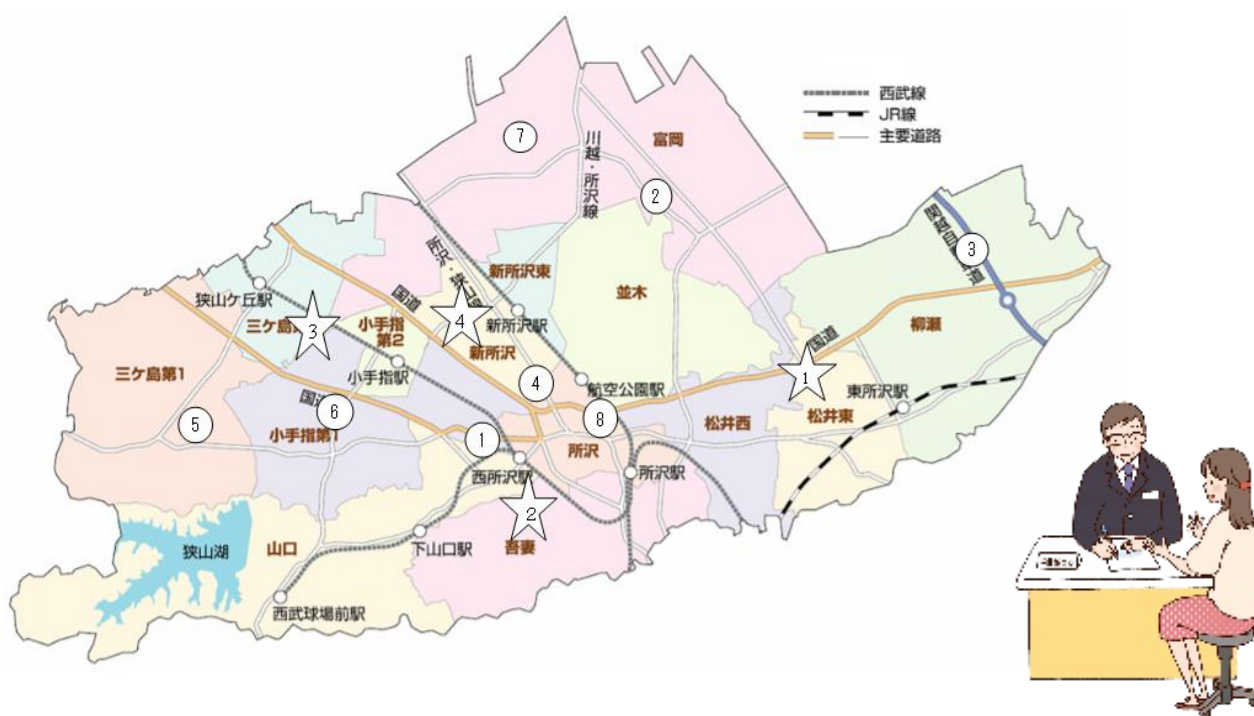 西武線
JR線
主要道路
⑦
富岡
川越・所沢線
②
関越自動車道
③
所沢・狭山線
新所沢東
狭山ケ丘駅
国道
並木
新所沢駅
三ケ島
3
小手指
第2
4
新所沢
国道
柳瀬
三ケ島第1
小手指駅
④
航空公園駅
1
東所沢駅
国道
⑥
⑤
小手指第1
①
⑧
松井西
松井東
所沢
西所沢駅
所沢駅
2
狭山湖
山口
下山口駅
吾妻
西武球場前駅